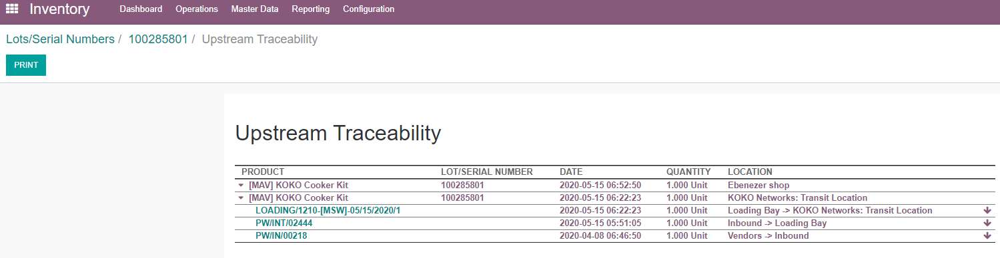 Inventory Dashboard Operations Master Data Reporting Configuration
Lots/Serial Numbers / 100285801 / Upstream Traceability
PRINT
Upstream Traceability
PRODUCT LOT/SERIAL NUMBER DATE QUANTITY LOCATION
[MAV] KOKO Cooker Kit 100285801 2020-05-15 06:52:50 1.000 Unit Ebenezer shop
[MAV] KOKO Cooker Kit 100285801 2020-05-15 06:22:23 1.000 Unit KOKO Networks: Transit Location
LOADING/1210-[MSW]-05/15/2020/1 2020-05-15 06:22:23 1.000 Unit Loading Bay -> KOKO Networks: Transit Location
PW/INT/02444 2020-05-15 05:51:05 1.000 Unit Inbound -> Loading Bay
PW/IN/00218 2020-04-08 06:46:50 1.000 Unit Vendors -> Inbound